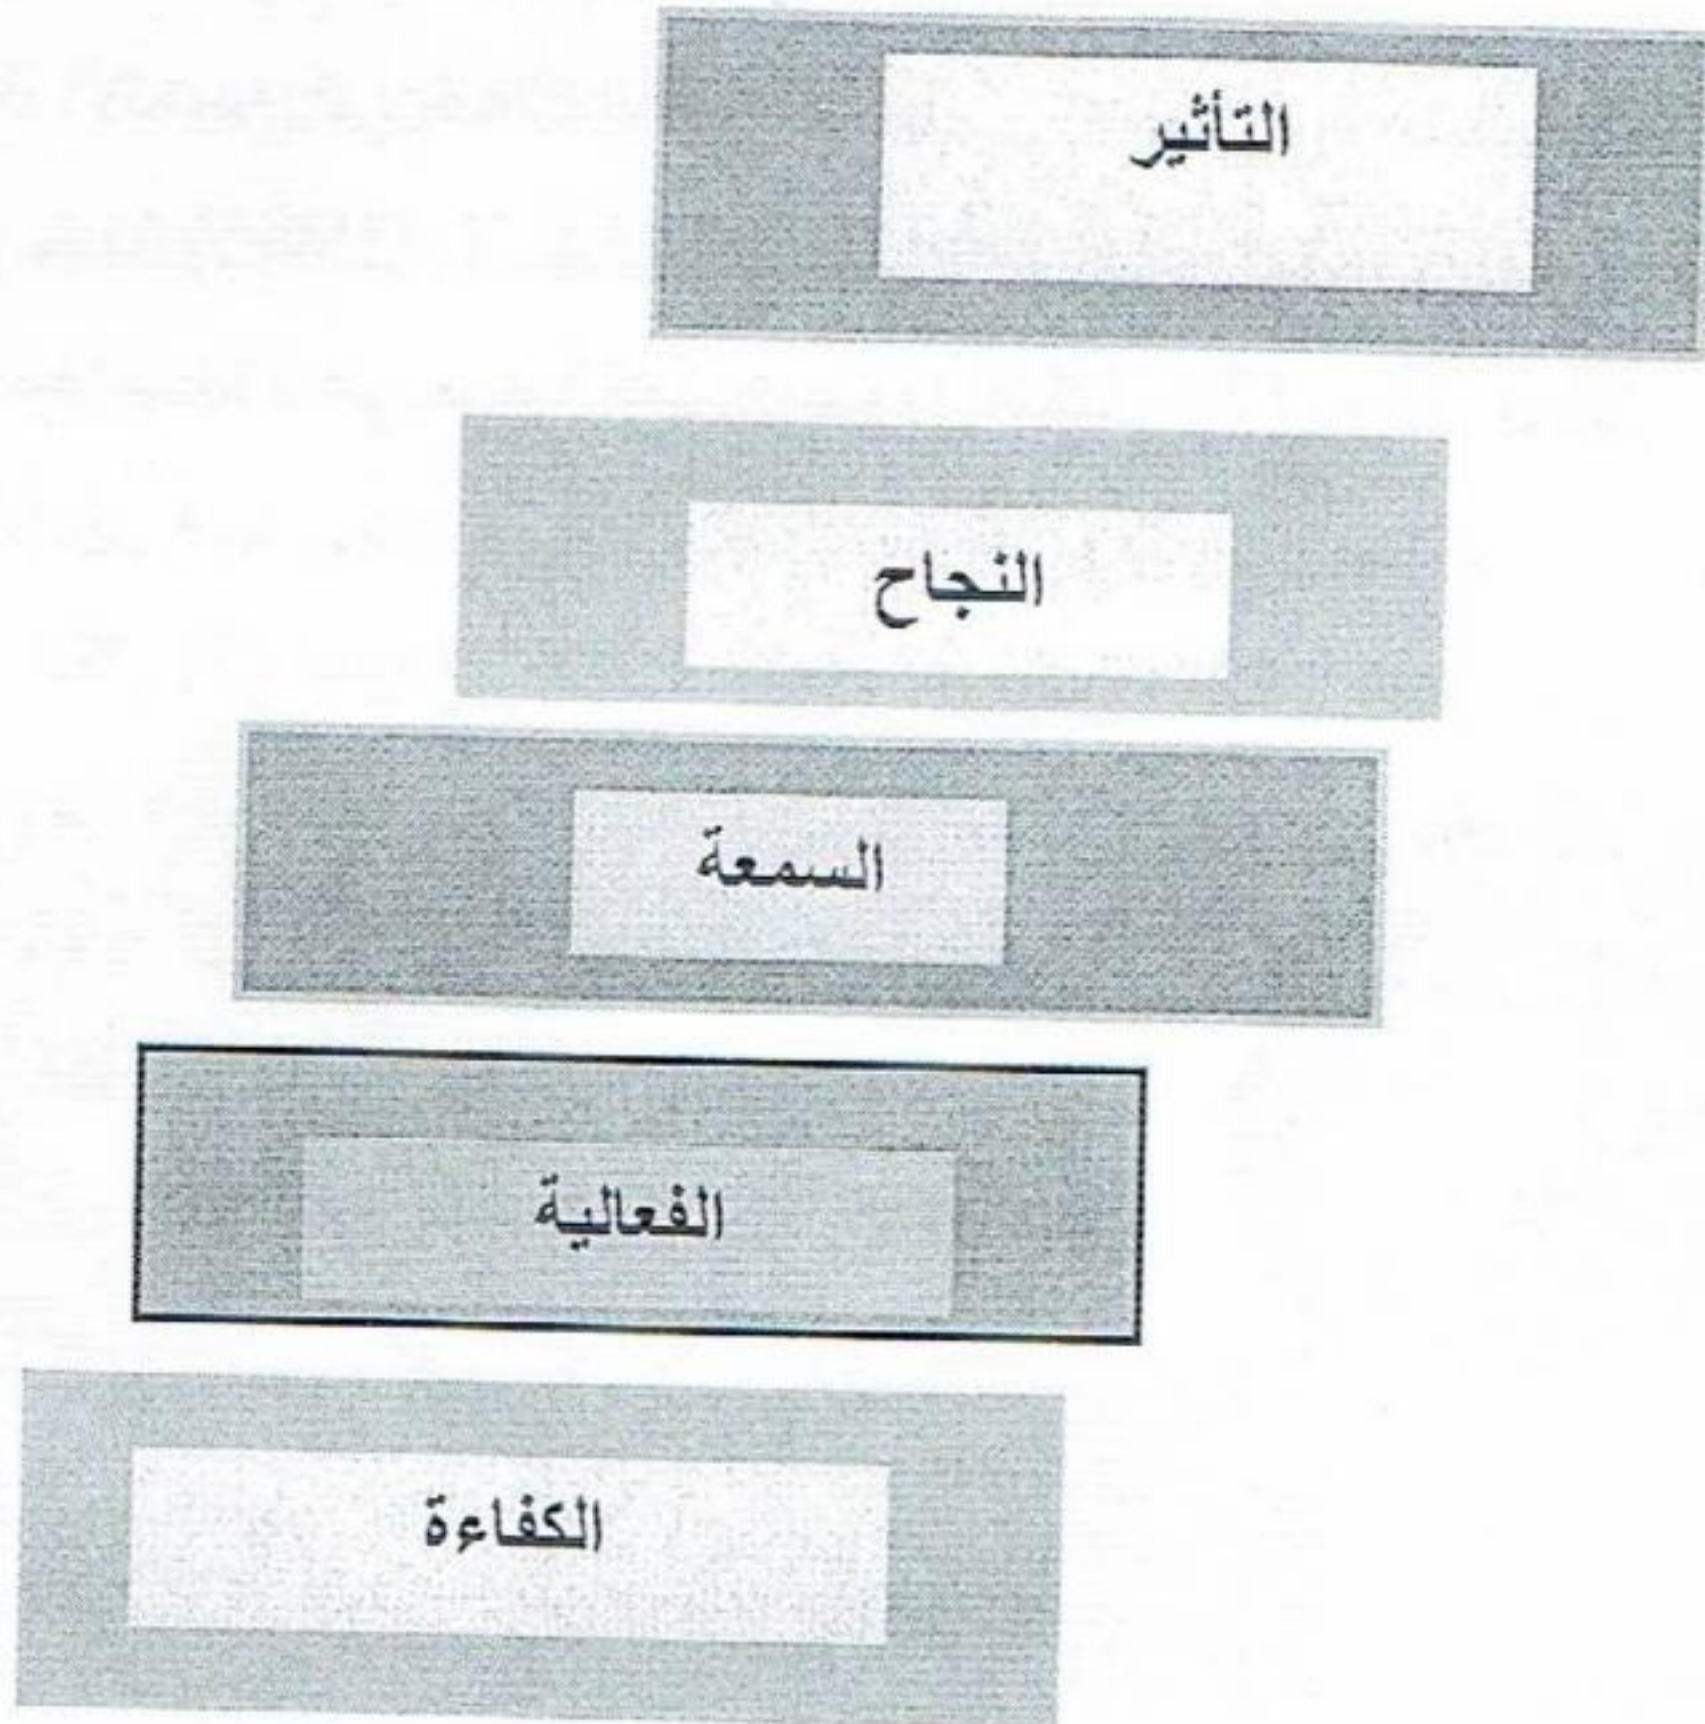 التأثير
النجاح
السمعة
الفعالية
الكفاءة